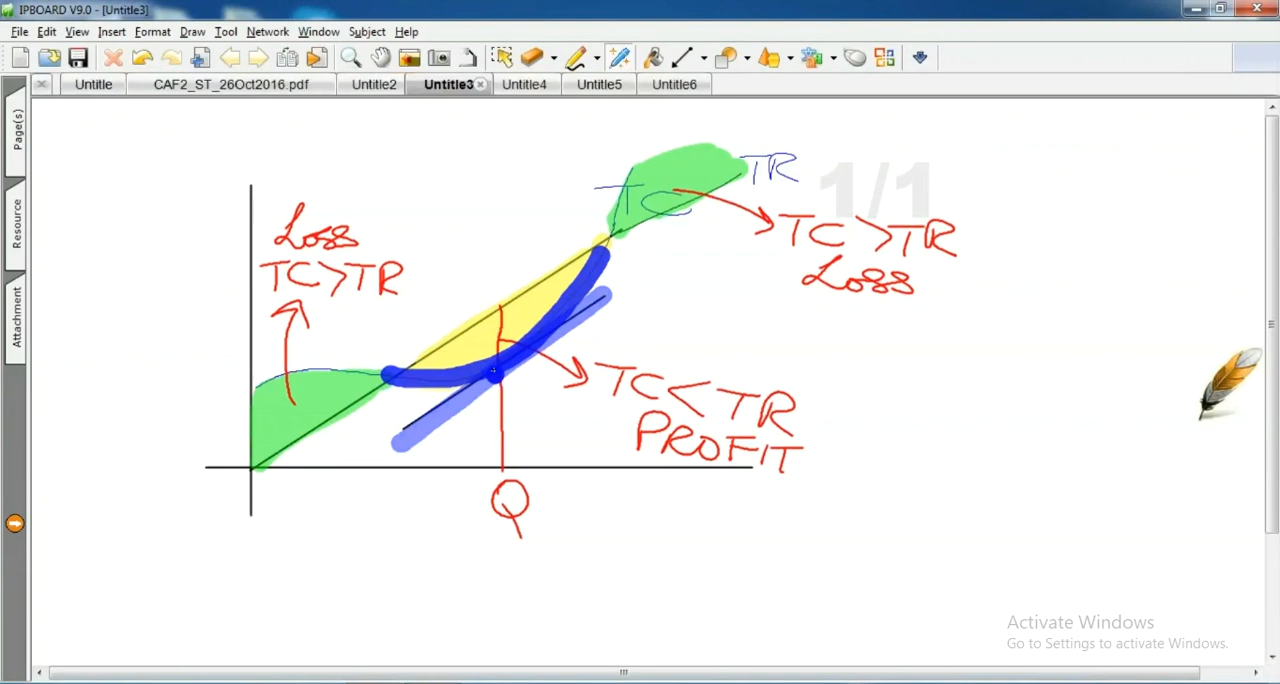 IPBOARD V9.0 - [Untitle3]
File Edit View Insert Format Draw Tool Network Window Subject Help
Untitle CAF2_ST_26Oct2016.pdf Untitle2 Untitle3 Untitle4 Untitle5 Untitle6
Page(s)
Resource
Attachment
1/1
TR
TC
TC>TR
Loss
Loss
TC>TR
TC<TR
PROFIT
Q
Activate Windows
Go to Settings to activate Windows.